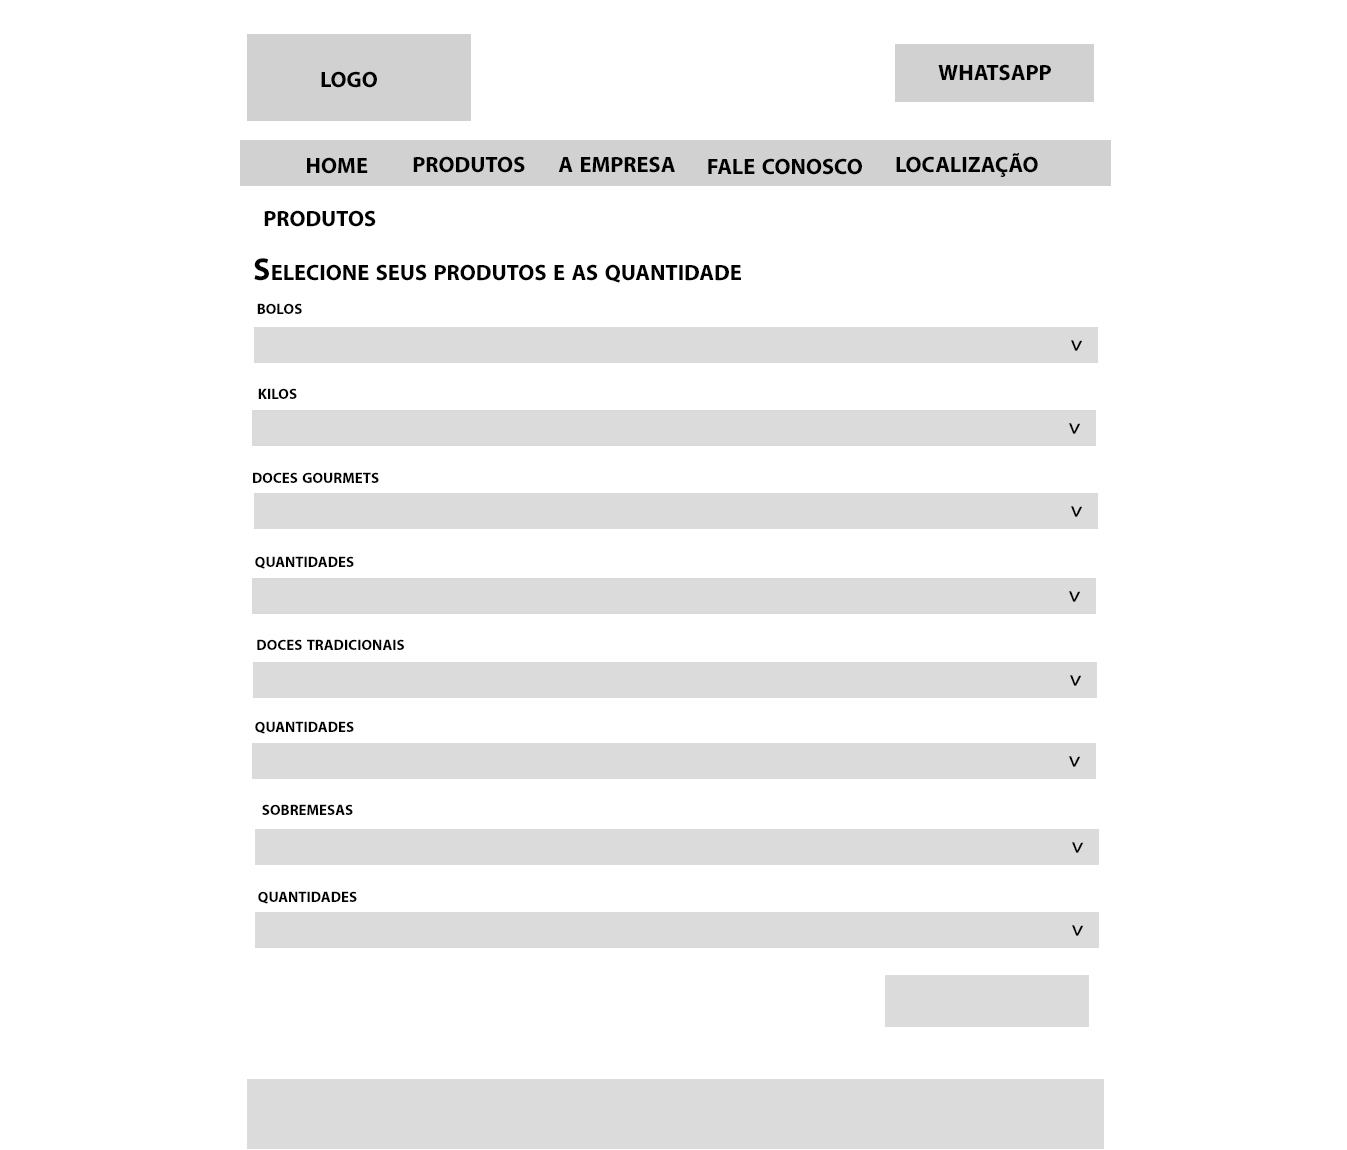 LOGO
WHATSAPP
HOME PRODUTOS A EMPRESA FALE CONOSCO LOCALIZAÇÃO
PRODUTOS
SELECIONE SEUS PRODUTOS E AS QUANTIDADE
BOLOS
V
KILOS
V
DOCES GOURMETS
V
QUANTIDADES
V
DOCES TRADICIONAIS
V
QUANTIDADES
V
SOBREMESAS
V
QUANTIDADES
V